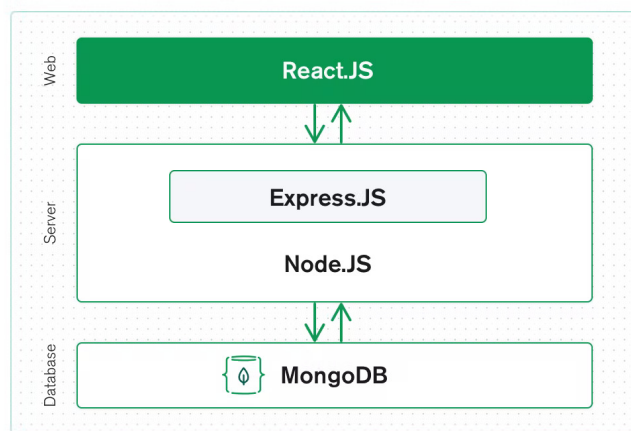 Web
React.JS
Server
Express.JS
Node.JS
Database
MongoDB